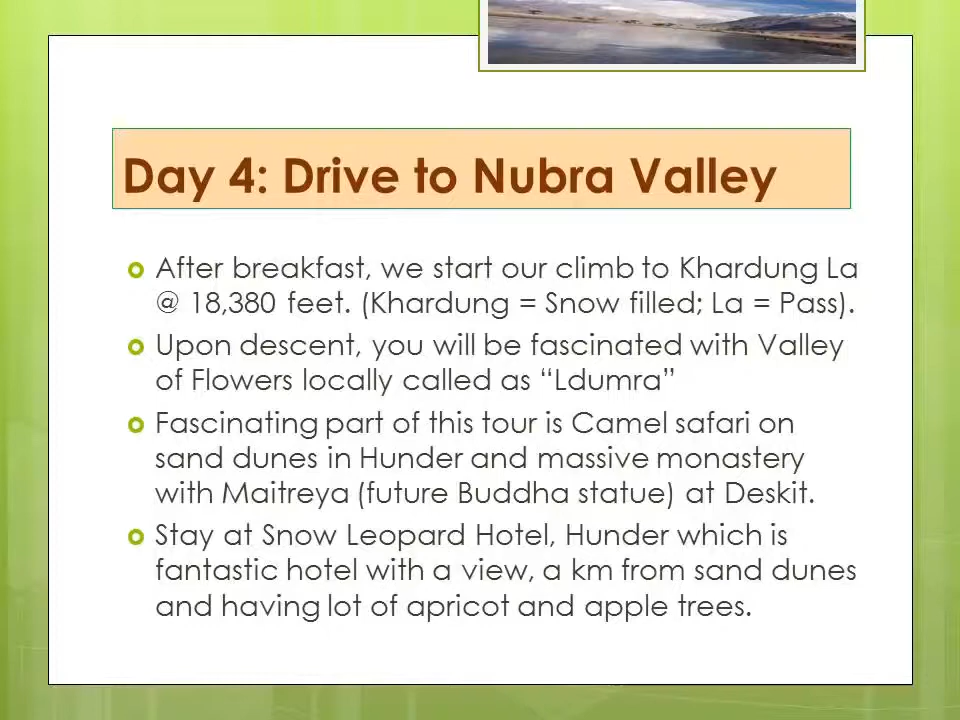 Day 4: Drive to Nubra Valley
After breakfast, we start our climb to Khardung La
@ 18,380 feet. (Khardung = Snow filled; La = Pass).
Upon descent, you will be fascinated with Valley
of Flowers locally called as “Ldumra”
Fascinating part of this tour is Camel safari on
sand dunes in Hunder and massive monastery
with Maitreya (future Buddha statue) at Deskit.
Stay at Snow Leopard Hotel, Hunder which is
fantastic hotel with a view, a km from sand dunes
and having lot of apricot and apple trees.